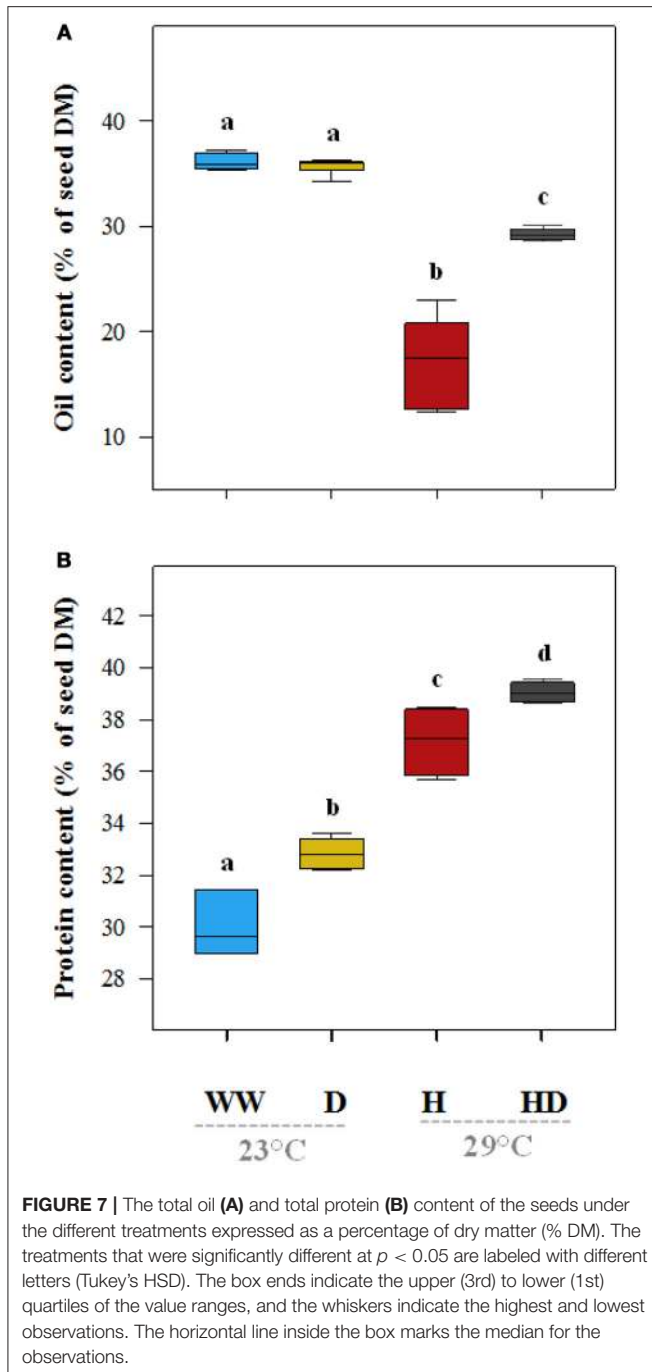 A
Oil content (% of seed DM)
40
30
20
10
a
a
b
c
B
Protein content (% of seed DM)
42
40
38
36
34
32
30
28
a
b
c
d
WW D H HD
23°C 29°C
FIGURE 7 | The total oil (A) and total protein (B) content of the seeds under
the different treatments expressed as a percentage of dry matter (% DM). The
treatments that were significantly different at p < 0.05 are labeled with different
letters (Tukey's HSD). The box ends indicate the upper (3rd) to lower (1st)
quartiles of the value ranges, and the whiskers indicate the highest and lowest
observations. The horizontal line inside the box marks the median for the
observations.